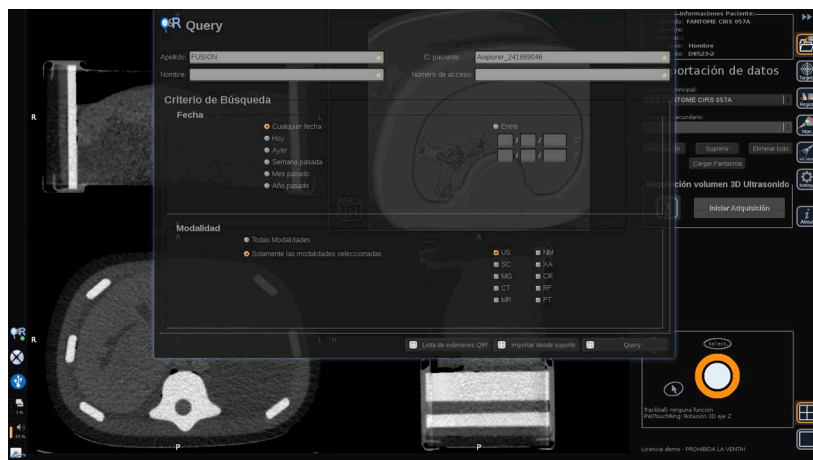 Query
Apellido: FUSION
ID paciente: Aixplorer_241869046
Nombre:
Número de acceso:
Criterio de Búsqueda
Fecha
Cualquier fecha
Hoy
Ayer
Semana pasada
Mes pasado
Año pasado
Entre
/ /
/ /
Modalidad
Todas Modalidades
Solamente las modalidades seleccionadas
US NM
SC XA
MG CR
CT RF
MR PT
Lista de exámenes Q\R
Importar desde soporte
Query
R
R
P
P
L
H
A
A
Informaciones Paciente:
FANTOME CIRS 057A
Hombre
D8523-2
portación de datos
TOME CIRS 057A
Suprimir
Eliminar todo
Cargar Fantasma
Adquisición volumen 3D Ultrasonido
Iniciar Adquisición
Select
Trackball: ninguna función
PW/TouchRing: Rotación 3D eje Z
Licencia demo - PROHIBIDA LA VENTA!
Target
Nav.
About